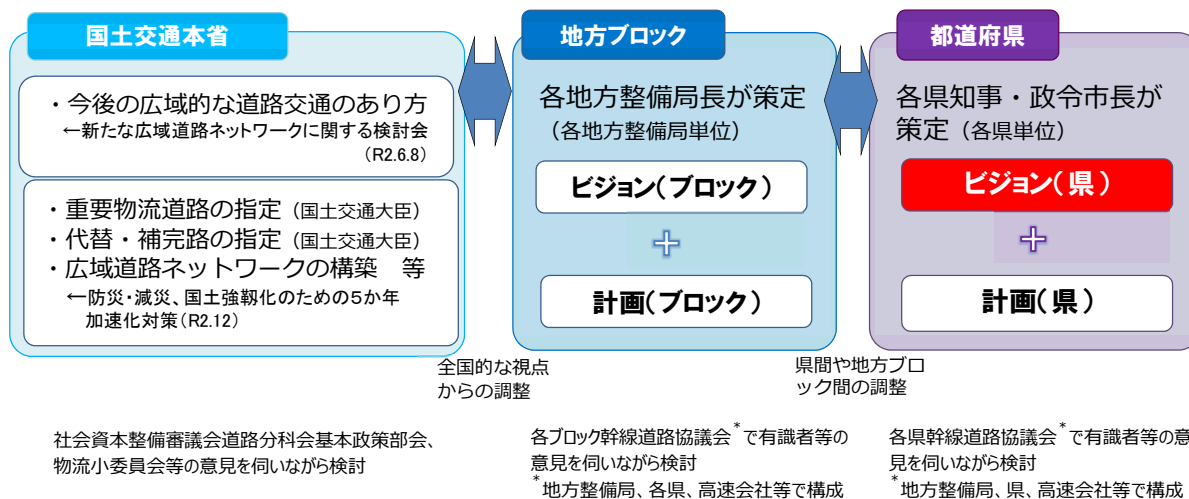 国土交通本省
・今後の広域的な道路交通のあり方
←新たな広域道路ネットワークに関する検討会
(R2.6.8)
・重要物流道路の指定（国土交通大臣）
・代替・補完路の指定（国土交通大臣）
・広域道路ネットワークの構築　等
←防災・減災、国土強靱化のための５か年
加速化対策(R2.12)
全国的な視点
からの調整
社会資本整備審議会道路分科会基本政策部会、
物流小委員会等の意見を伺いながら検討
地方ブロック
各地方整備局長が策定
（各地方整備局単位）
ビジョン(ブロック)
＋
計画(ブロック)
県間や地方ブロ
ック間の調整
各ブロック幹線道路協議会*で有識者等の
意見を伺いながら検討
*地方整備局、各県、高速会社等で構成
都道府県
各県知事・政令市長が
策定（各県単位）
ビジョン(県)
＋
計画(県)
各県幹線道路協議会*で有識者等の意
見を伺いながら検討
*地方整備局、県、高速会社等で構成